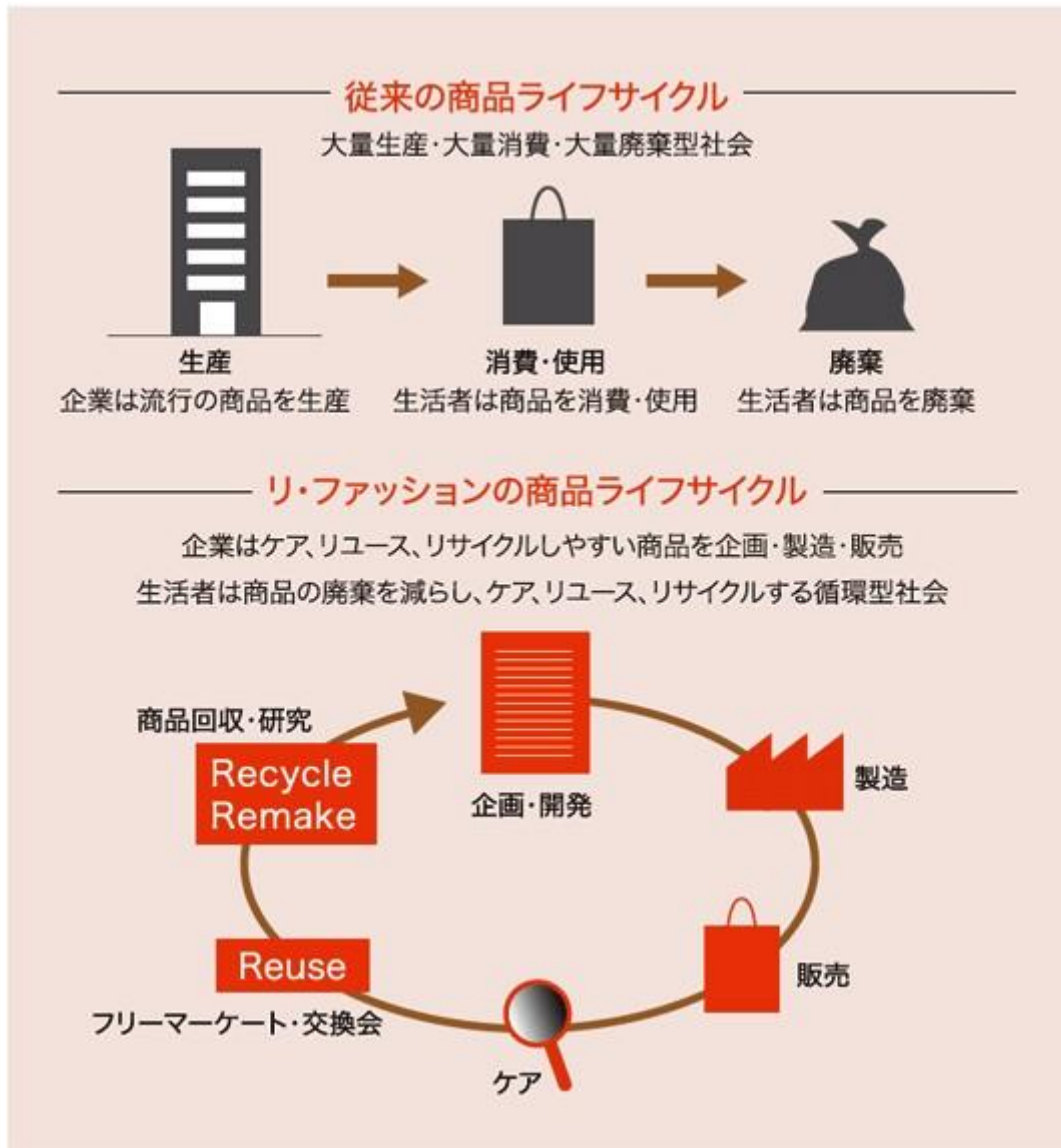 従来の商品ライフサイクル
大量生産・大量消費・大量廃棄型社会
生産
企業は流行の商品を生産
消費・使用
生活者は商品を消費・使用
廃棄
生活者は商品を廃棄
リ・ファッションの商品ライフサイクル
企業はケア、リユース、リサイクルしやすい商品を企画・製造・販売
生活者は商品の廃棄を減らし、ケア、リユース、リサイクルする循環型社会
企画・開発
製造
販売
ケア
Reuse
フリーマーケート・交換会
商品回収・研究
Recycle
Remake